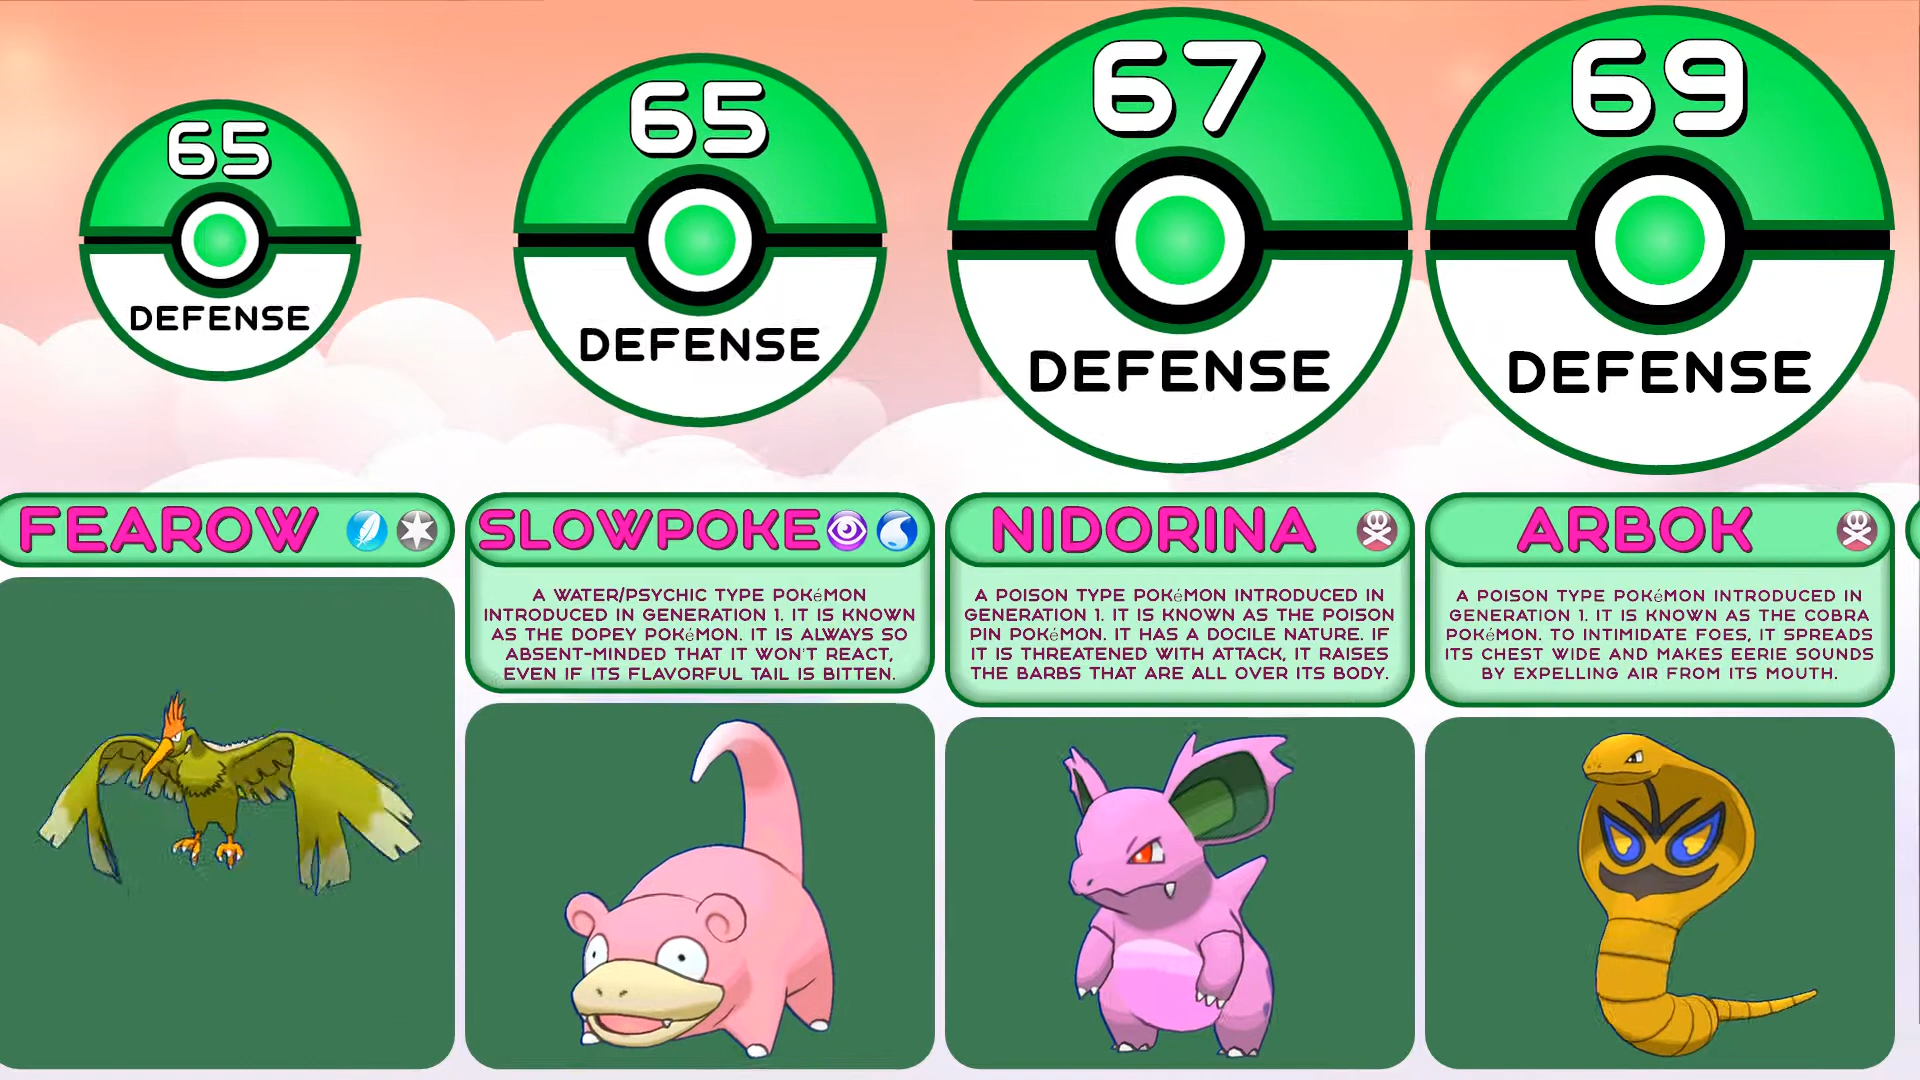 65
DEFENSE
65
DEFENSE
67
DEFENSE
69
DEFENSE
FEAROW
SLOWPOKE
A WATER/PSYCHIC TYPE POKéMON
INTRODUCED IN GENERATION 1. IT IS KNOWN
AS THE DOPEY POKéMON. IT IS ALWAYS SO
ABSENT-MINDED THAT IT WON'T REACT,
EVEN IF ITS FLAVORFUL TAIL IS BITTEN.
NIDORINA
A POISON TYPE POKéMON INTRODUCED IN
GENERATION 1. IT IS KNOWN AS THE POISON
PIN POKéMON. IT HAS A DOCILE NATURE. IF
IT IS THREATENED WITH ATTACK, IT RAISES
THE BARBS THAT ARE ALL OVER ITS BODY.
ARBOK
A POISON TYPE POKéMON INTRODUCED IN
GENERATION 1. IT IS KNOWN AS THE COBRA
POKéMON. TO INTIMIDATE FOES, IT SPREADS
ITS CHEST WIDE AND MAKES EERIE SOUNDS
BY EXPELLING AIR FROM ITS MOUTH.